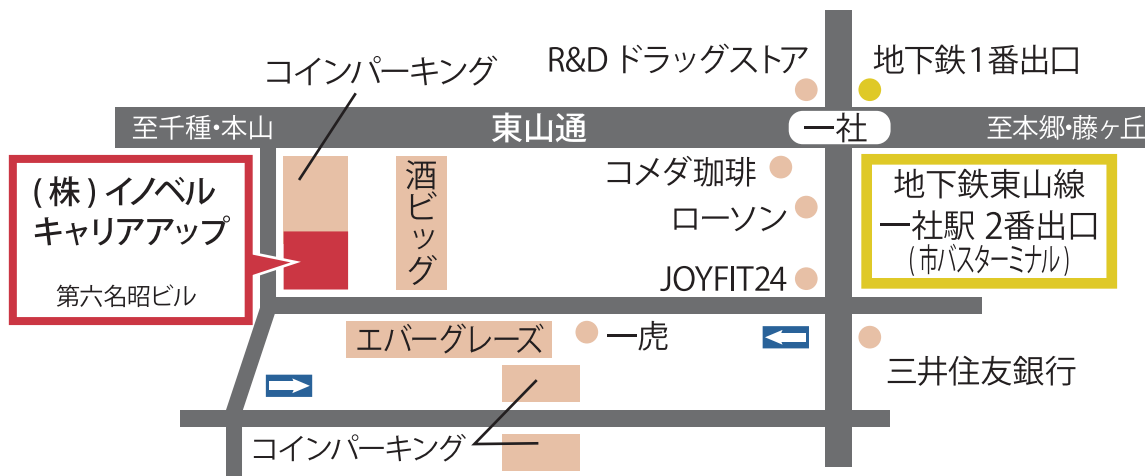 コインパーキング
R&D ドラッグストア
地下鉄1番出口
至千種・本山
東山通
一社
至本郷・藤ヶ丘
(株)イノベル
キャリアアップ
第六名昭ビル
酒ビッグ
コメダ珈琲
ローソン
JOYFIT24
地下鉄東山線
一社駅 2番出口
(市バスターミナル)
エバーグレーズ
一虎
三井住友銀行
コインパーキング